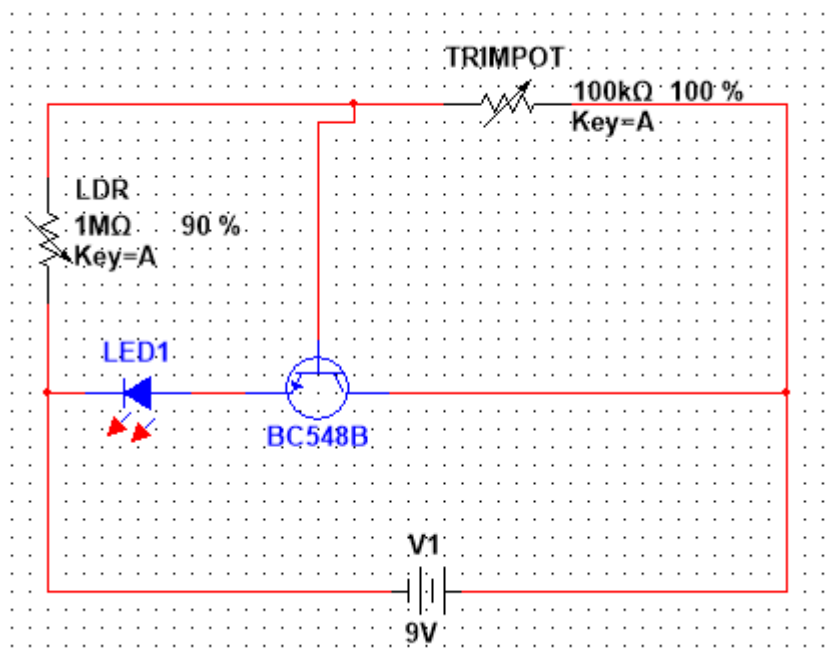 TRIMPOT
100kΩ 100 %
Key=A
LDR
1MΩ 90 %
Key=A
LED1
BC548B
V1
9V